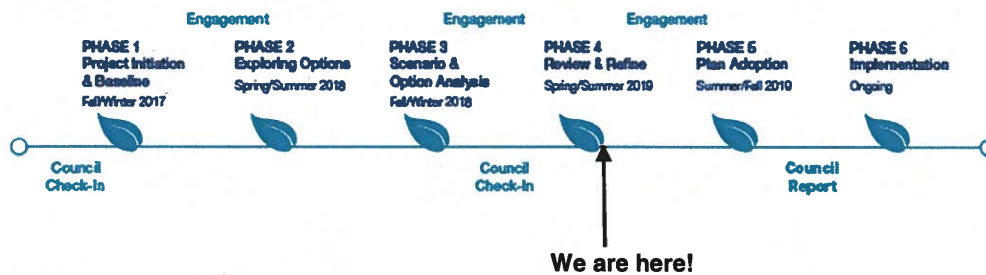 Engagement
Engagement
Engagement
PHASE 1
Project Initiation
& Baseline
Fall/Winter 2017
PHASE 2
Exploring Options
Spring/Summer 2018
PHASE 3
Scenario &
Option Analysis
Fall/Winter 2018
PHASE 4
Review & Refine
Spring/Summer 2019
PHASE 5
Plan Adoption
Summer/Fall 2019
PHASE 6
Implementation
Ongoing
Council
Check-In
Council
Check-In
Council
Report
We are here!